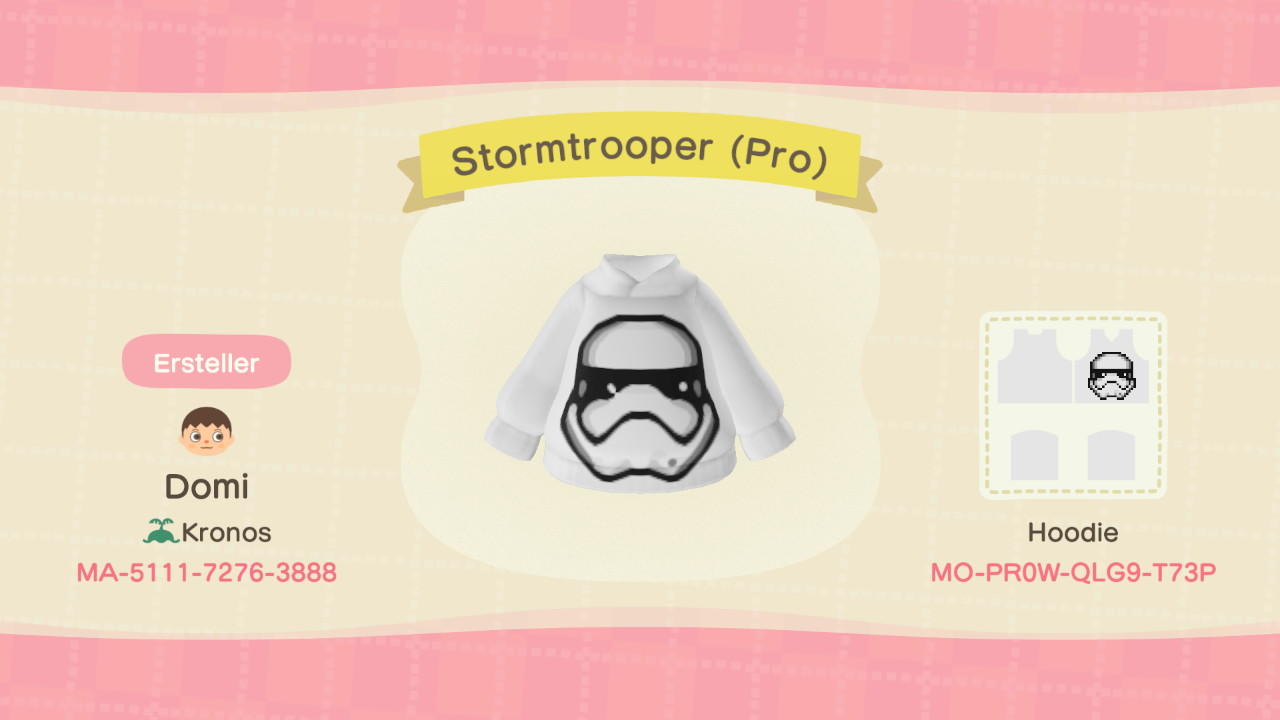 Stormtrooper (Pro)
Ersteller
Domi
Kronos
MA-5111-7276-3888
Hoodie
MO-PR0W-QLG9-T73P